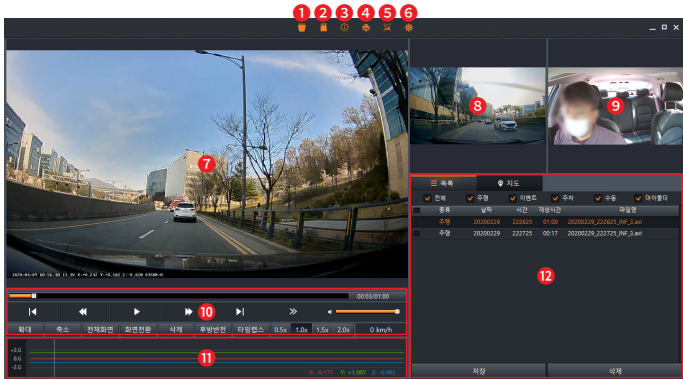 1 2 3 4 5 6
7
8
9
목록 지도
전체 주행 이벤트 주차 수동 마이폴더
종류 날짜 시간 재생시간 파일명
주행 20200229 222625 01:00 20200229_222625_INF_3.avi
주행 20200229 222725 00:17 20200229_222725_INF_3.avi
12
00:03/01:00
10
확대 축소 전체화면 화면전환 삭제 후방반전 타임랩스 0.5x 1.0x 1.5x 2.0x 0 km/h
11
+2.G
0.G
-2.G
X: -0.171 Y: +1.007 Z: -0.992
저장 삭제